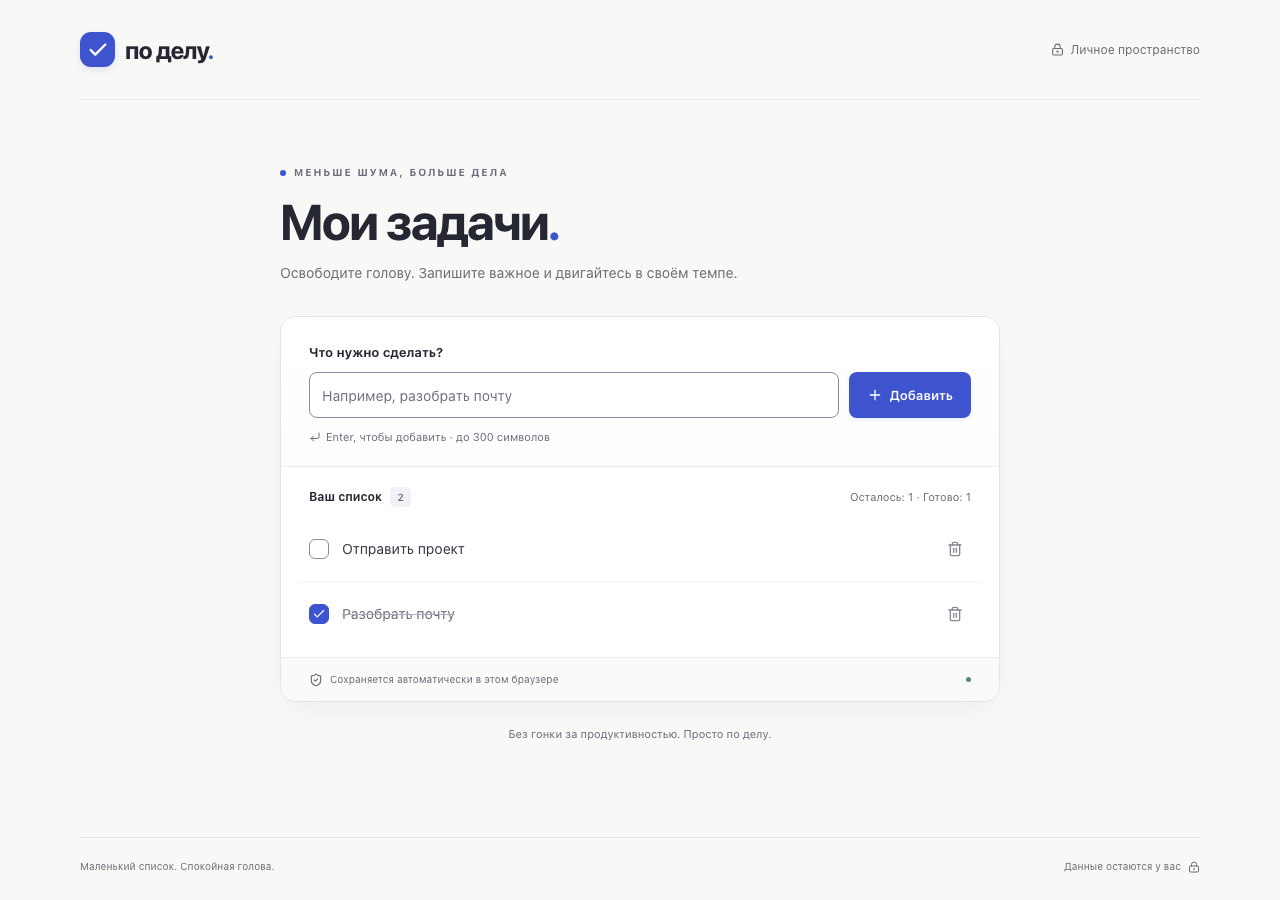 по делу.
Личное пространство
МЕНЬШЕ ШУМА, БОЛЬШЕ ДЕЛА
Мои задачи.
Освободите голову. Запишите важное и двигайтесь в своём темпе.
Что нужно сделать?
Например, разобрать почту
Добавить
Enter, чтобы добавить · до 300 символов
Ваш список 2
Осталось: 1 · Готово: 1
Отправить проект
Разобрать почту
Сохраняется автоматически в этом браузере
Без гонки за продуктивностью. Просто по делу.
Маленький список. Спокойная голова.
Данные остаются у вас